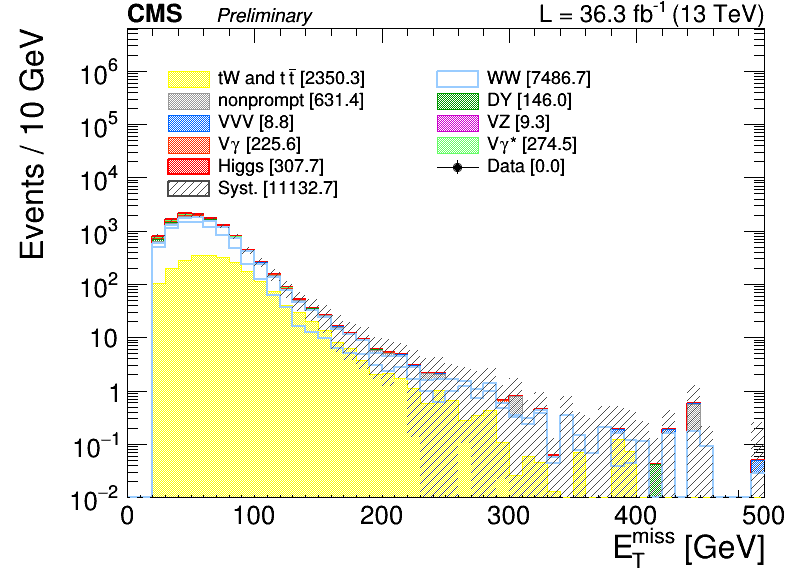 CMS Preliminary L = 36.3 fb⁻¹ (13 TeV)
Events / 10 GeV
10⁶
10⁵
10⁴
10³
10²
10
1
10⁻¹
10⁻²
tW and tt̄ [2350.3]
nonprompt [631.4]
VVV [8.8]
Vγ [225.6]
Higgs [307.7]
Syst. [11132.7]
WW [7486.7]
DY [146.0]
VZ [9.3]
Vγ* [274.5]
Data [0.0]
0 100 200 300 400 500
E_T^miss [GeV]